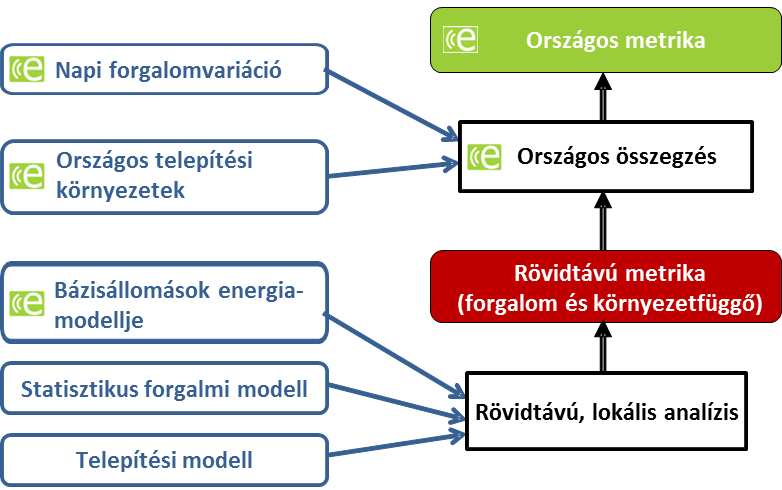 Országos metrika
Napi forgalomvariáció
Országos telepítési
környezetek
Országos összegzés
Rövidtávú metrika
(forgalom és környezetfüggő)
Bázisállomások energia-
modellje
Statisztikus forgalmi modell
Rövidtávú, lokális analízis
Telepítési modell